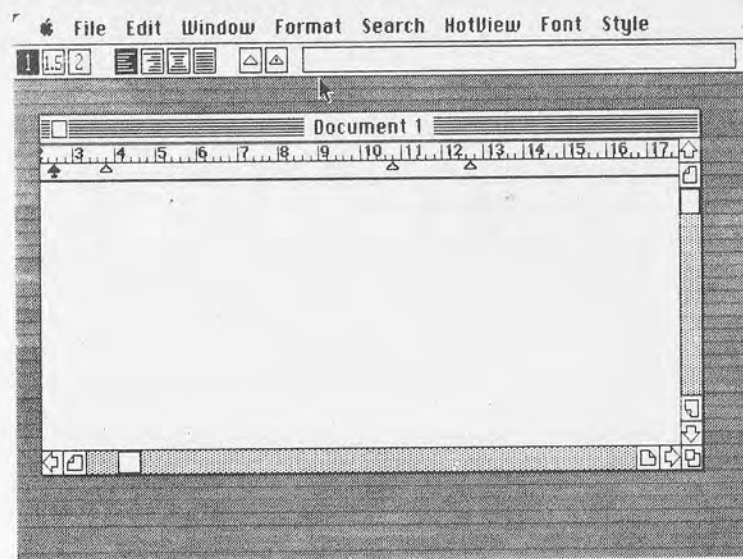 File Edit Window Format Search HotView Font Style
1 1.5 2
Document 1
3 4 5 6 7 8 9 10 11 12 13 14 15 16 17